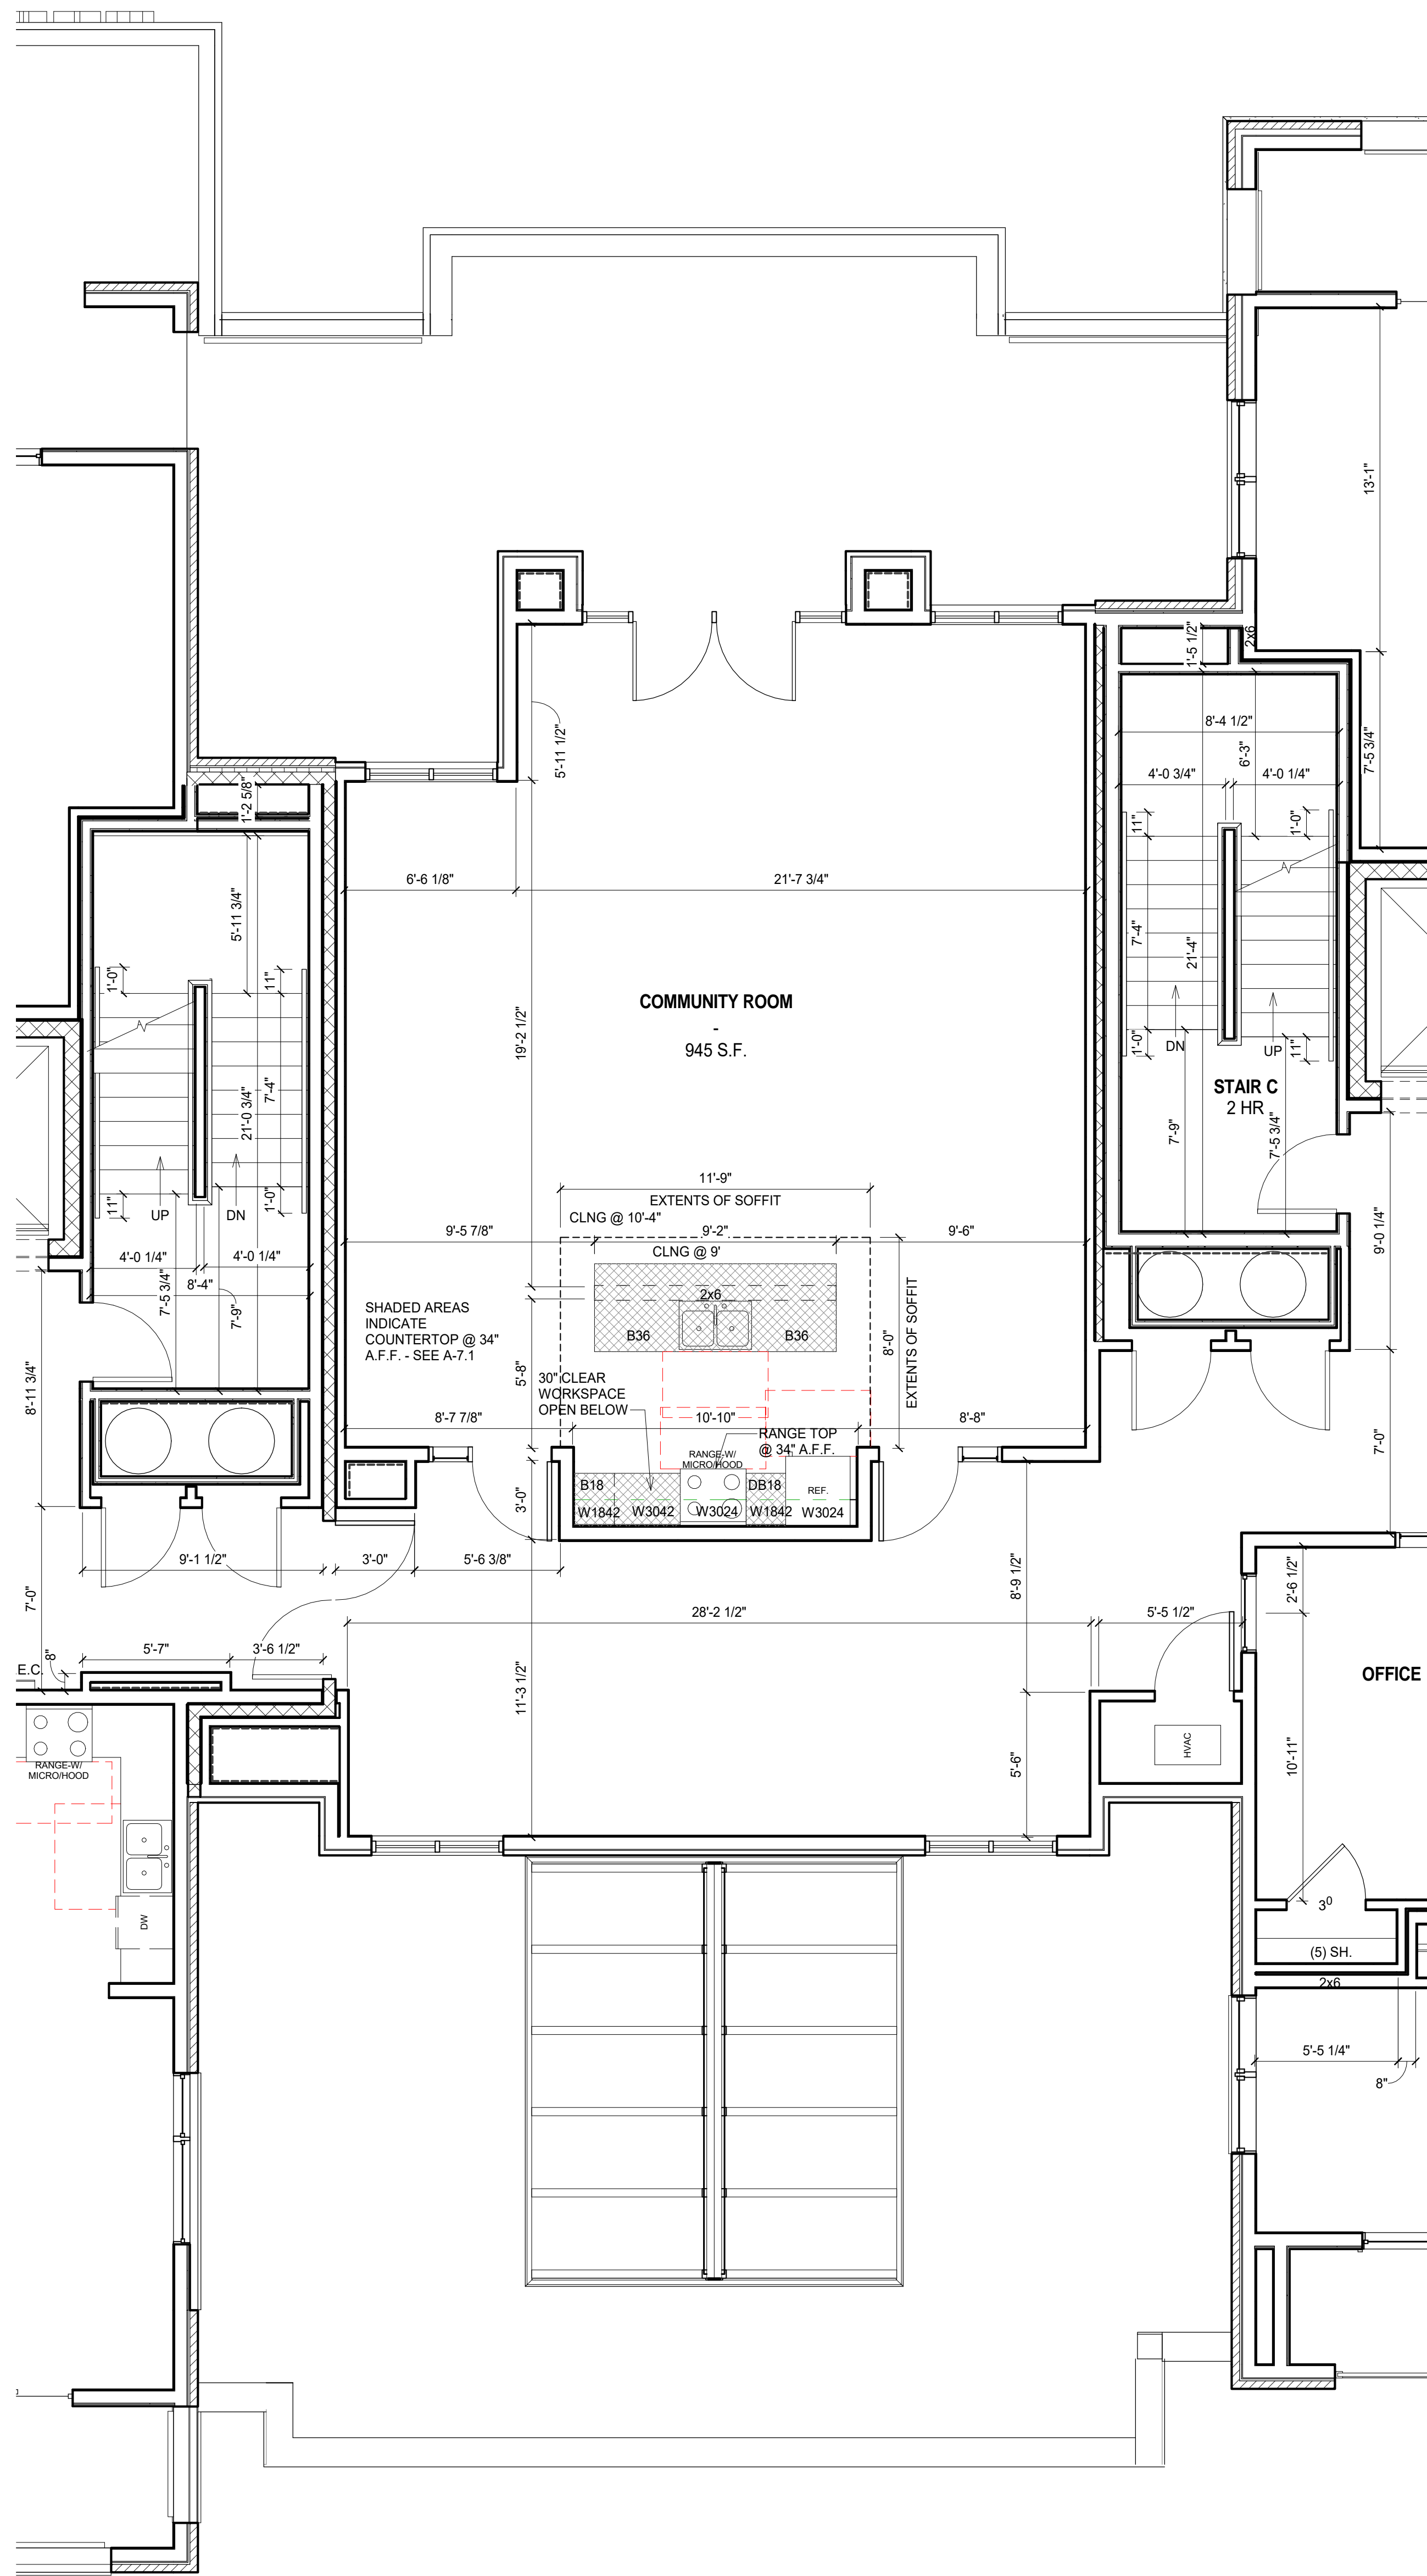 13'-1"
1'-5 1/2"
2x6
5'-11 1/2"
8'-4 1/2"
6'-3"
7'-5 3/4"
4'-0 3/4"
4'-0 1/4"
1'-2 5/8"
11"
1'-0"
6'-6 1/8"
21'-7 3/4"
5'-11 3/4"
7'-4"
21'-4"
1'-0"
11"
COMMUNITY ROOM
-
945 S.F.
19'-2 1/2"
1'-0"
DN
UP
11"
STAIR C
2 HR
7'-4"
21'-0 3/4"
7'-9"
7'-5 3/4"
11'-9"
EXTENTS OF SOFFIT
CLNG @ 10'-4"
11"
UP
DN
1'-0"
9'-5 7/8"
9'-2"
9'-6"
9'-0 1/4"
CLNG @ 9'
4'-0 1/4"
4'-0 1/4"
8'-4"
7'-5 3/4"
7'-9"
SHADED AREAS
INDICATE
COUNTERTOP @ 34"
A.F.F. - SEE A-7.1
2x6
B36
B36
8'-0"
EXTENTS OF SOFFIT
8'-11 3/4"
5'-8"
30" CLEAR
WORKSPACE
OPEN BELOW
8'-7 7/8"
10'-10"
8'-8"
7'-0"
RANGE TOP
@ 34" A.F.F.
RANGE-W/
MICRO/HOOD
B18
DB18
REF.
W1842
W3042
W3024
W1842
W3024
3'-0"
9'-1 1/2"
3'-0"
5'-6 3/8"
8'-9 1/2"
2'-6 1/2"
7'-0"
28'-2 1/2"
5'-5 1/2"
8"
5'-7"
3'-6 1/2"
E.C.
11'-3 1/2"
OFFICE
RANGE-W/
MICRO/HOOD
HVAC
5'-6"
10'-11"
DW
3⁰
(5) SH.
2x6
5'-5 1/4"
8"